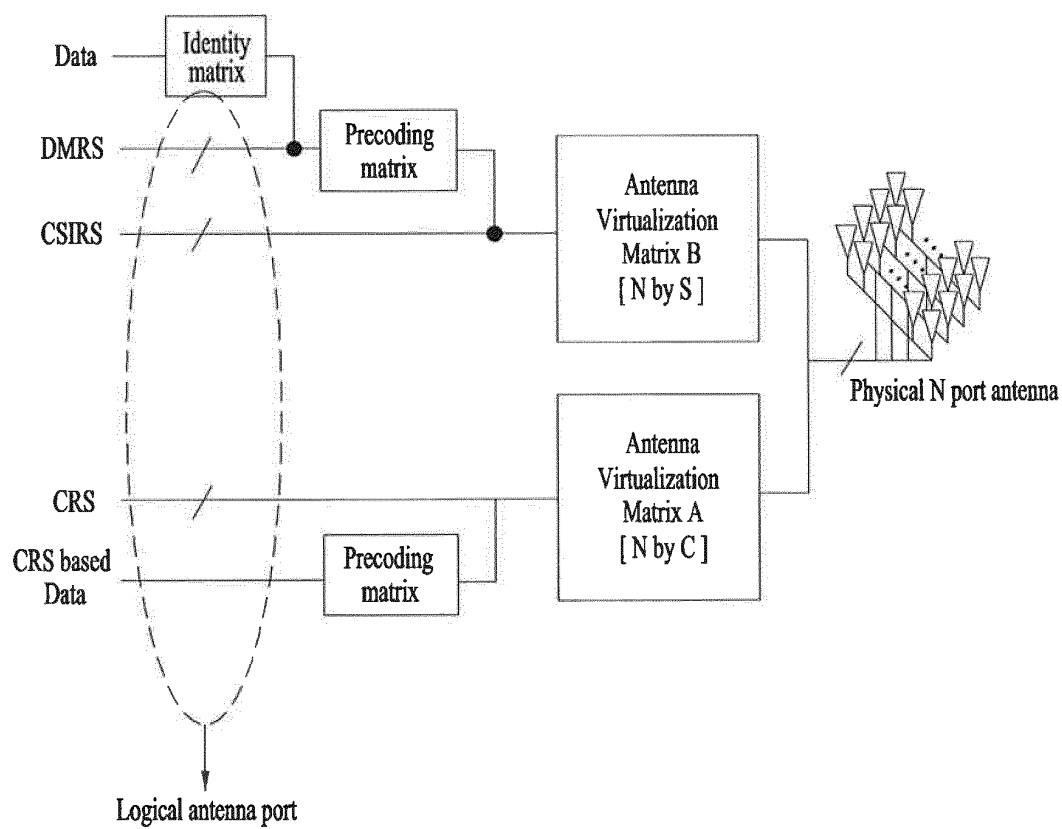 Data
Identity
matrix
DMRS
Precoding
matrix
CSIRS
Antenna
Virtualization
Matrix B
[ N by S ]
Physical N port antenna
CRS
Antenna
Virtualization
Matrix A
[ N by C ]
CRS based
Data
Precoding
matrix
Logical antenna port